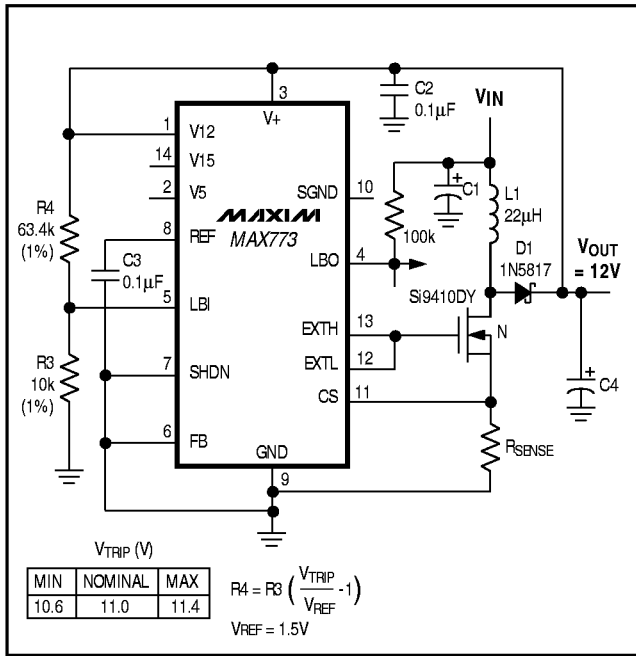 3
V+
C2
0.1µF
VIN
1
V12
14
V15
2
V5
SGND
10
C1
L1
22µH
R4
63.4k
(1%)
8
REF
MAXIM
MAX773
100k
D1
1N5817
VOUT
= 12V
C3
0.1µF
LBO
4
5
LBI
Si9410DY
EXTH
13
N
R3
10k
(1%)
7
SHDN
EXTL
12
C4
CS
11
6
FB
RSENSE
GND
9
VTRIP (V)
MIN NOMINAL MAX
10.6 11.0 11.4
R4 = R3 (VTRIP/VREF -1)
VREF = 1.5V